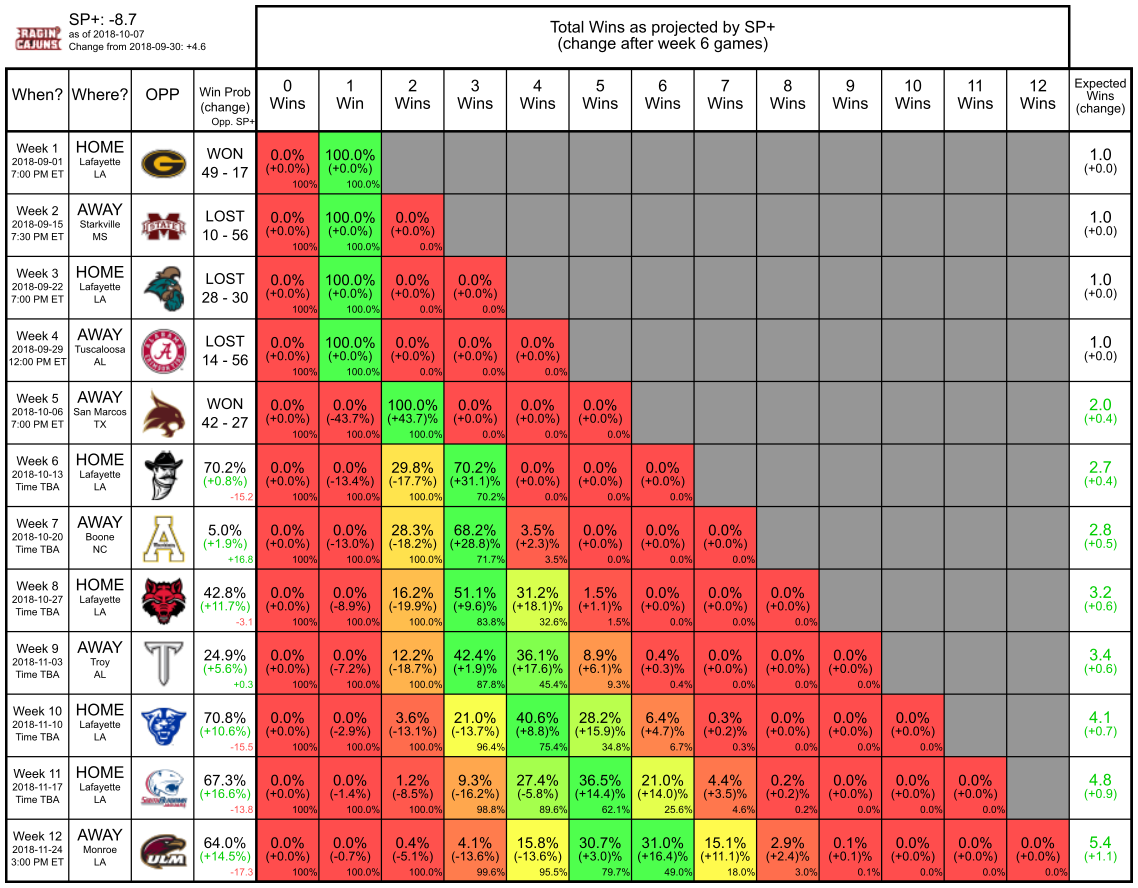 RAGIN' CAJUNS
SP+: -8.7
as of 2018-10-07
Change from 2018-09-30: +4.6
Total Wins as projected by SP+
(change after week 6 games)
When? Where? OPP Win Prob (change) Opp. SP+ 0 Wins 1 Win 2 Wins 3 Wins 4 Wins 5 Wins 6 Wins 7 Wins 8 Wins 9 Wins 10 Wins 11 Wins 12 Wins Expected Wins (change)
Week 1 HOME G WON 0.0% 100.0% 1.0
2018-09-01 Lafayette 49 - 17 (+0.0%) (+0.0%) (+0.0)
7:00 PM ET LA 100% 100.0%
Week 2 AWAY M STATE LOST 0.0% 100.0% 0.0% 1.0
2018-09-15 Starkville 10 - 56 (+0.0%) (+0.0%) (+0.0%) (+0.0)
7:30 PM ET MS 100% 100.0% 0.0%
Week 3 HOME LOST 0.0% 100.0% 0.0% 0.0% 1.0
2018-09-22 Lafayette 28 - 30 (+0.0%) (+0.0%) (+0.0%) (+0.0%) (+0.0)
7:00 PM ET LA 100% 100.0% 0.0% 0.0%
Week 4 AWAY ALABAMA A CRIMSON TIDE LOST 0.0% 100.0% 0.0% 0.0% 0.0% 1.0
2018-09-29 Tuscaloosa 14 - 56 (+0.0%) (+0.0%) (+0.0%) (+0.0%) (+0.0%) (+0.0)
12:00 PM ET AL 100% 100.0% 0.0% 0.0% 0.0%
Week 5 AWAY WON 0.0% 0.0% 100.0% 0.0% 0.0% 0.0% 2.0
2018-10-06 San Marcos 42 - 27 (+0.0%) (-43.7%) (+43.7)% (+0.0%) (+0.0%) (+0.0%) (+0.4)
7:00 PM ET TX 100% 100.0% 100.0% 0.0% 0.0% 0.0%
Week 6 HOME 70.2% 0.0% 0.0% 29.8% 70.2% 0.0% 0.0% 0.0% 2.7
2018-10-13 Lafayette (+0.8%) (+0.0%) (-13.4%) (-17.7%) (+31.1)% (+0.0%) (+0.0%) (+0.0%) (+0.4)
Time TBA LA -15.2 100% 100.0% 100.0% 70.2% 0.0% 0.0% 0.0%
Week 7 AWAY A 5.0% 0.0% 0.0% 28.3% 68.2% 3.5% 0.0% 0.0% 0.0% 2.8
2018-10-20 Boone (+1.9%) (+0.0%) (-13.0%) (-18.2%) (+28.8)% (+2.3)% (+0.0%) (+0.0%) (+0.0%) (+0.5)
Time TBA NC +16.8 100% 100.0% 100.0% 71.7% 3.5% 0.0% 0.0% 0.0%
Week 8 HOME 42.8% 0.0% 0.0% 16.2% 51.1% 31.2% 1.5% 0.0% 0.0% 0.0% 3.2
2018-10-27 Lafayette (+11.7%) (+0.0%) (-8.9%) (-19.9%) (+9.6)% (+18.1)% (+1.1)% (+0.0%) (+0.0%) (+0.0%) (+0.6)
Time TBA LA -3.1 100% 100.0% 100.0% 83.8% 32.6% 1.5% 0.0% 0.0% 0.0%
Week 9 AWAY T 24.9% 0.0% 0.0% 12.2% 42.4% 36.1% 8.9% 0.4% 0.0% 0.0% 0.0% 3.4
2018-11-03 Troy (+5.6%) (+0.0%) (-7.2%) (-18.7%) (+1.9)% (+17.6)% (+6.1)% (+0.3)% (+0.0%) (+0.0%) (+0.0%) (+0.6)
Time TBA AL +0.3 100% 100.0% 100.0% 87.8% 45.4% 9.3% 0.4% 0.0% 0.0% 0.0%
Week 10 HOME 70.8% 0.0% 0.0% 3.6% 21.0% 40.6% 28.2% 6.4% 0.3% 0.0% 0.0% 0.0% 4.1
2018-11-10 Lafayette (+10.6%) (+0.0%) (-2.9%) (-13.1%) (-13.7%) (+8.8)% (+15.9)% (+4.7)% (+0.2)% (+0.0%) (+0.0%) (+0.0%) (+0.7)
Time TBA LA -15.5 100% 100.0% 100.0% 96.4% 75.4% 34.8% 6.7% 0.3% 0.0% 0.0% 0.0%
Week 11 HOME SOUTH ALABAMA 67.3% 0.0% 0.0% 1.2% 9.3% 27.4% 36.5% 21.0% 4.4% 0.2% 0.0% 0.0% 0.0% 4.8
2018-11-17 Lafayette (+16.6%) (+0.0%) (-1.4%) (-8.5%) (-16.2%) (-5.8%) (+14.4)% (+14.0)% (+3.5)% (+0.2)% (+0.0%) (+0.0%) (+0.0%) (+0.9)
Time TBA LA -13.8 100% 100.0% 100.0% 98.8% 89.6% 62.1% 25.6% 4.6% 0.2% 0.0% 0.0% 0.0%
Week 12 AWAY ULM 64.0% 0.0% 0.0% 0.4% 4.1% 15.8% 30.7% 31.0% 15.1% 2.9% 0.1% 0.0% 0.0% 0.0% 5.4
2018-11-24 Monroe (+14.5%) (+0.0%) (-0.7%) (-5.1%) (-13.6%) (-13.6%) (+3.0)% (+16.4)% (+11.1)% (+2.4)% (+0.1)% (+0.0%) (+0.0%) (+0.0%) (+1.1)
3:00 PM ET LA -17.3 100% 100.0% 100.0% 99.6% 95.5% 79.7% 49.0% 18.0% 3.0% 0.1% 0.0% 0.0% 0.0%